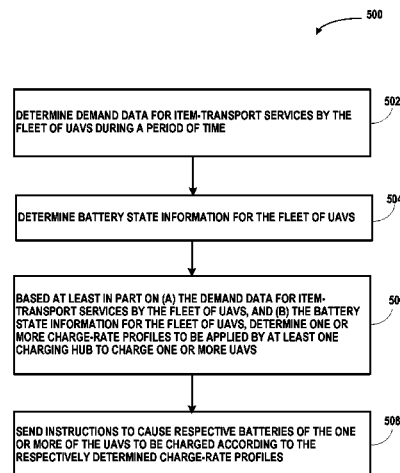 500
502
DETERMINE DEMAND DATA FOR ITEM-TRANSPORT SERVICES BY THE
FLEET OF UAVS DURING A PERIOD OF TIME
504
DETERMINE BATTERY STATE INFORMATION FOR THE FLEET OF UAVS
BASED AT LEAST IN PART ON (A) THE DEMAND DATA FOR ITEM-
TRANSPORT SERVICES BY THE FLEET OF UAVS, AND (B) THE BATTERY
STATE INFORMATION FOR THE FLEET OF UAVS, DETERMINE ONE OR
MORE CHARGE-RATE PROFILES TO BE APPLIED BY AT LEAST ONE
CHARGING HUB TO CHARGE ONE OR MORE UAVS
508
SEND INSTRUCTIONS TO CAUSE RESPECTIVE BATTERIES OF THE ONE
OR MORE OF THE UAVS TO BE CHARGED ACCORDING TO THE
RESPECTIVELY DETERMINED CHARGE-RATE PROFILES